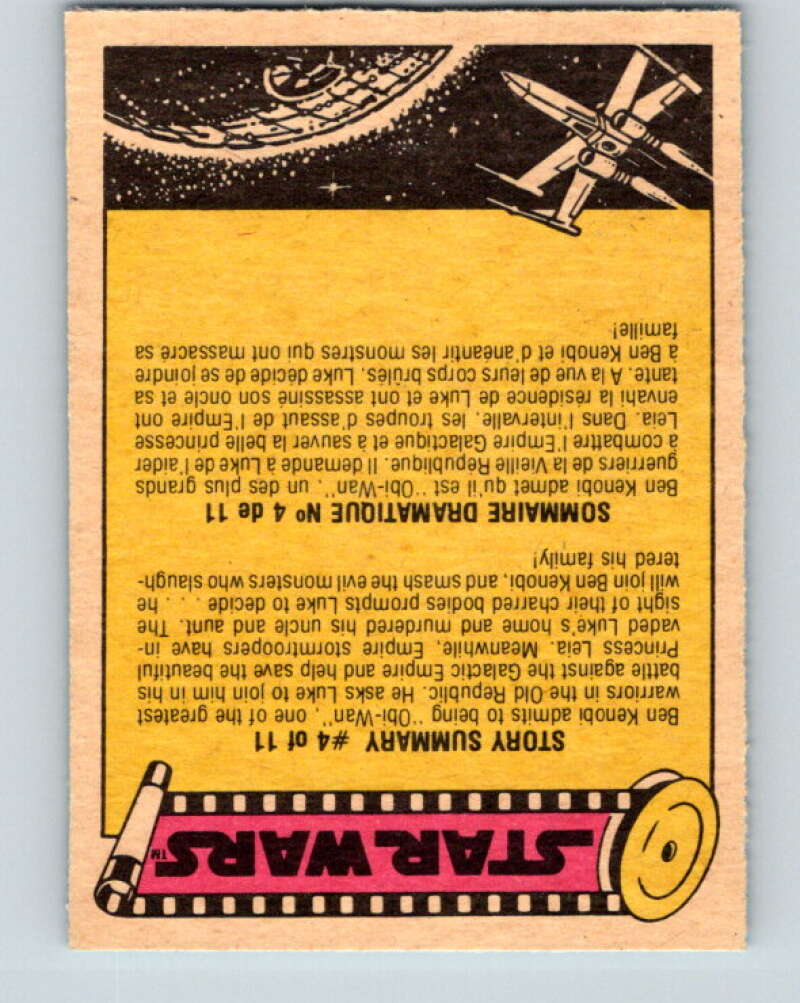 STAR WARS™
STORY SUMMARY #4 of 11
Ben Kenobi admits to being "Obi-Wan", one of the greatest
warriors in the Old Republic. He asks Luke to join him in his
battle against the Galactic Empire and help save the beautiful
Princess Leia. Meanwhile, Empire stormtroopers have in-
vaded Luke's home and murdered his uncle and aunt. The
sight of their charred bodies prompts Luke to decide . . . he
will join Ben Kenobi, and smash the evil monsters who slaugh-
tered his family!
SOMMAIRE DRAMATIQUE Nº 4 de 11
Ben Kenobi admet qu'il est "Obi-Wan", un des plus grands
guerriers de la Vieille République. Il demande à Luke de l'aider
à combattre l'Empire Galactique et à sauver la belle princesse
Leia. Dans l'intervalle, les troupes d'assaut de l'Empire ont
envahi la résidence de Luke et ont assassiné son oncle et sa
tante. A la vue de leurs corps brûlés, Luke décide de se joindre
à Ben Kenobi et d'anéantir les monstres qui ont massacré sa
famille!